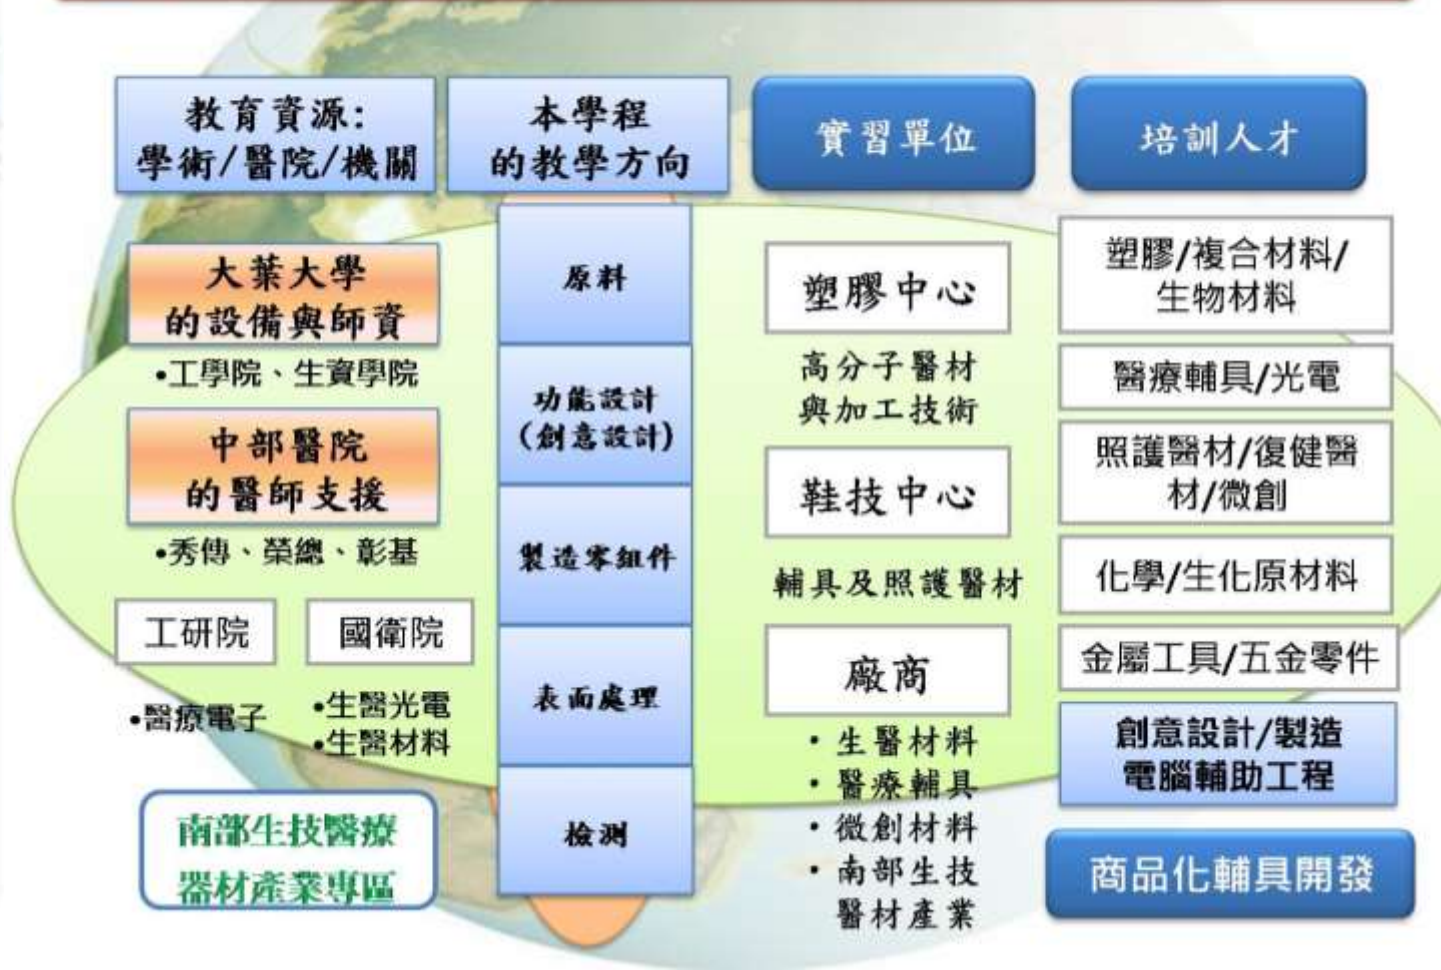 教育資源:
學術/醫院/機關
大葉大學
的設備與師資
•工學院、生資學院
中部醫院
的醫師支援
•秀傳、榮總、彰基
工研院
•醫療電子
國衛院
•生醫光電
•生醫材料
南部生技醫療
器材產業專區
本學程
的教學方向
原料
功能設計
(創意設計)
製造零組件
表面處理
檢測
實習單位
塑膠中心
高分子醫材
與加工技術
鞋技中心
輔具及照護醫材
廠商
・生醫材料
・醫療輔具
・微創材料
・南部生技
醫材產業
培訓人才
塑膠/複合材料/
生物材料
醫療輔具/光電
照護醫材/復健醫
材/微創
化學/生化原材料
金屬工具/五金零件
創意設計/製造
電腦輔助工程
商品化輔具開發